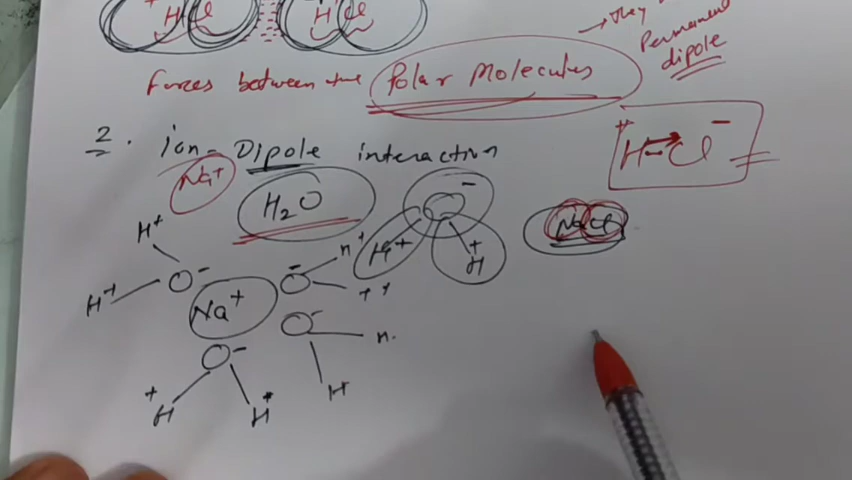 + H Cl H Cl
→ they
Permanent
dipole
Forces between the Polar Molecules
+ H → Cl -
2. ion-Dipole interaction
Na+
H2O
O-
H+
H+
NaCl
H+
H+
O-
Na+
O-
H+
++
O-
H
H
O-
+H
H+